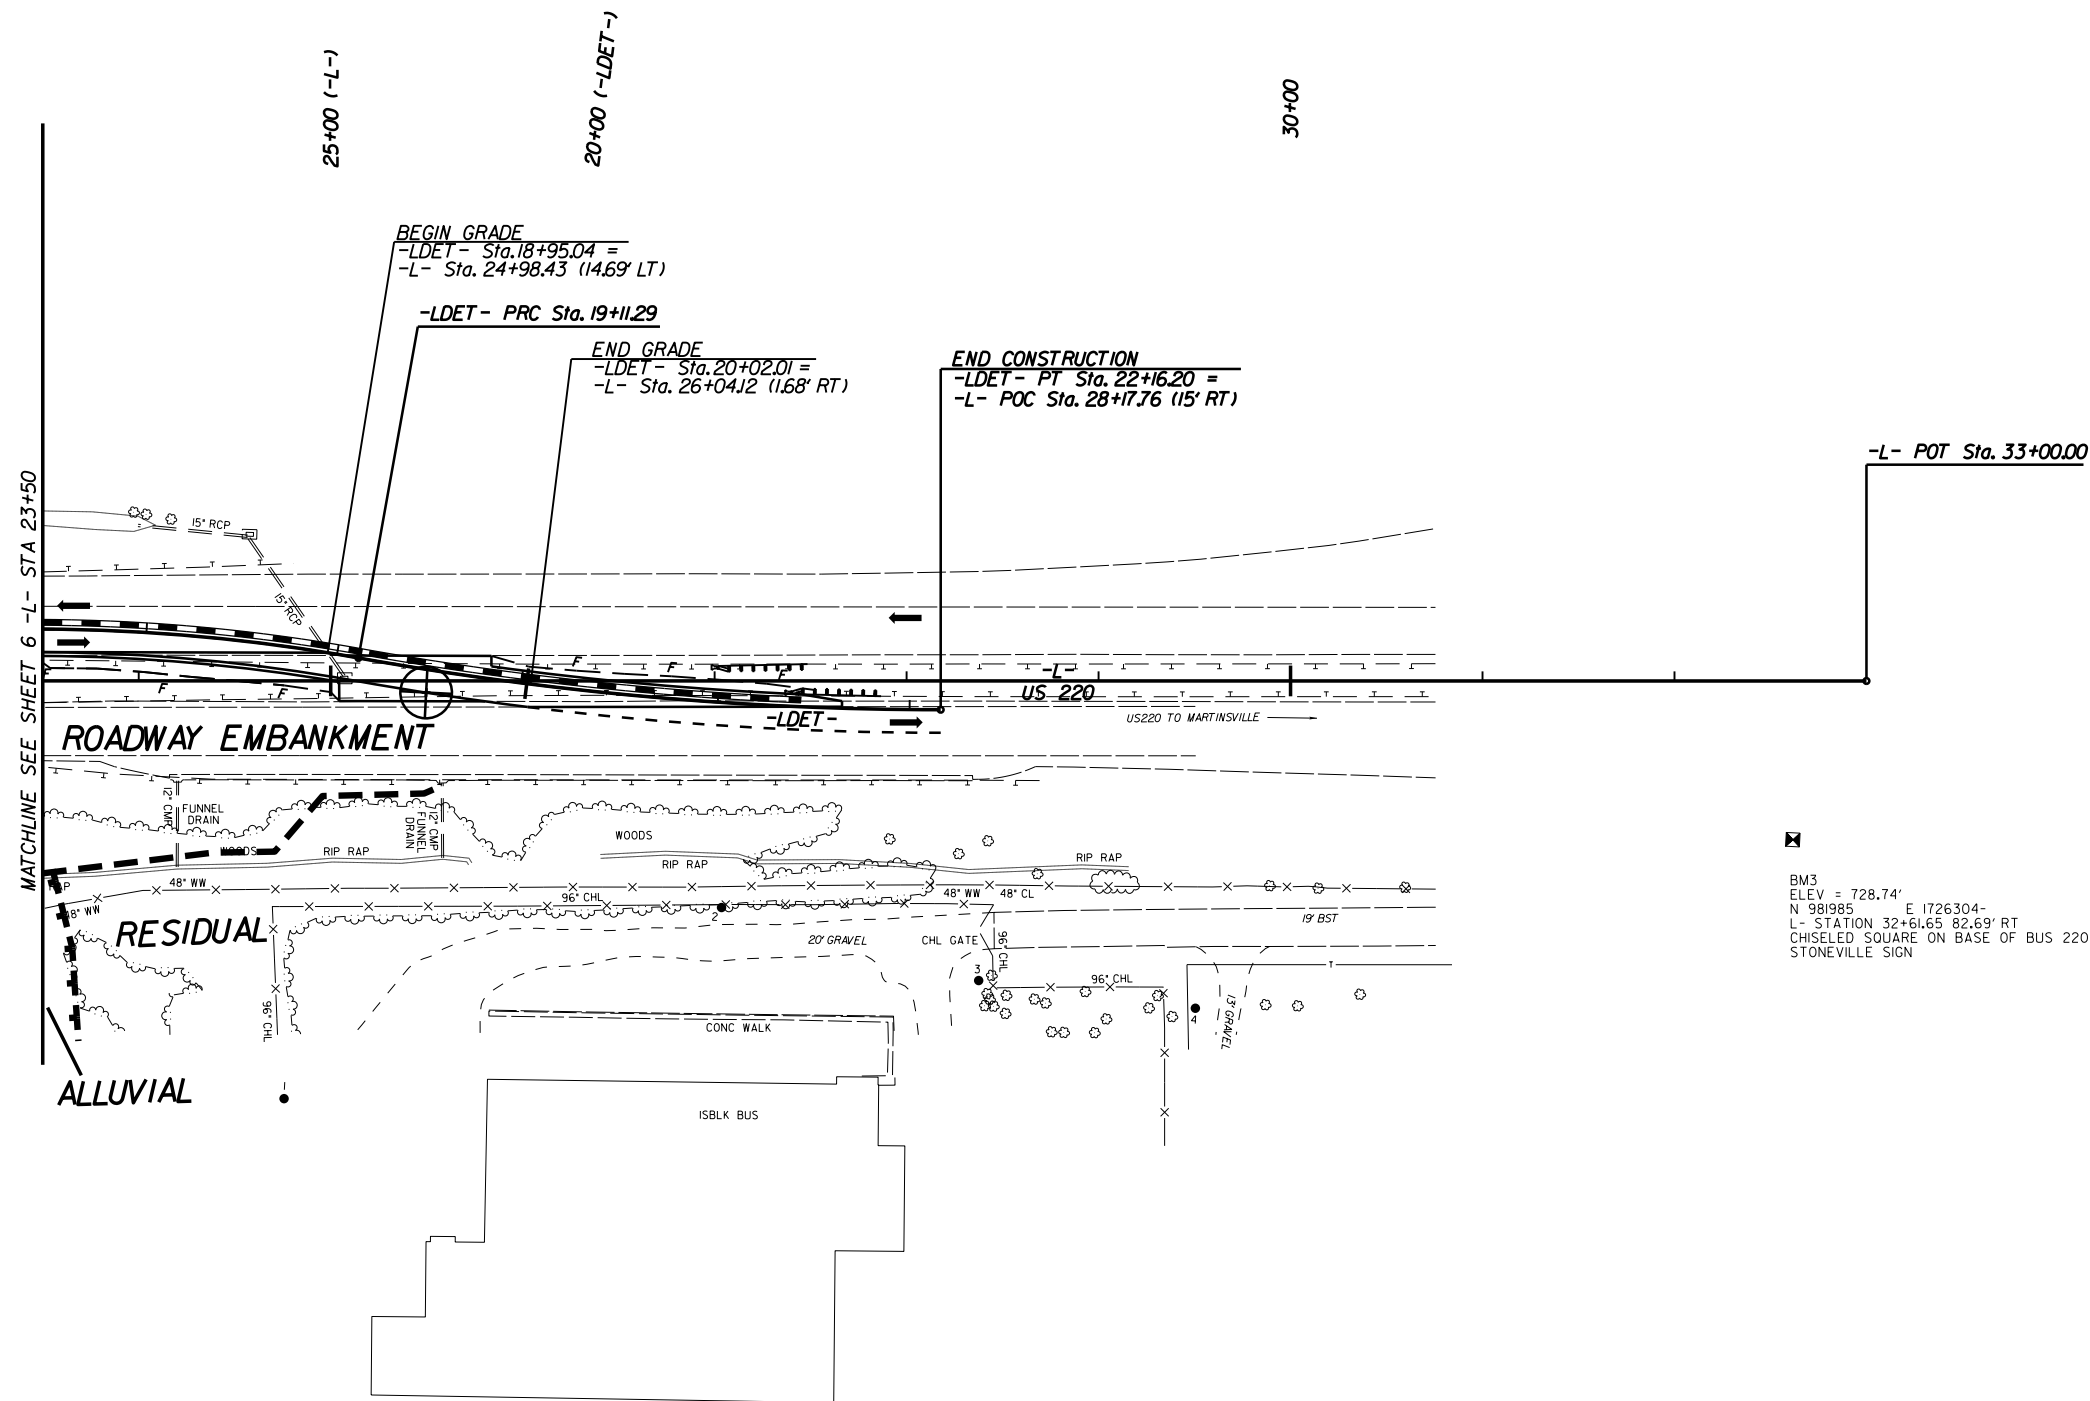 25+00 (-L-)
20+00 (-LDET-)
30+00
BEGIN GRADE
-LDET- Sta. 18+95.04 =
-L- Sta. 24+98.43 (14.69' LT)
-LDET- PRC Sta. 19+11.29
END GRADE
-LDET- Sta. 20+02.01 =
-L- Sta. 26+04.12 (1.68' RT)
END CONSTRUCTION
-LDET- PT Sta. 22+16.20 =
-L- POC Sta. 28+17.76 (15' RT)
-L- POT Sta. 33+00.00
MATCHLINE SEE SHEET 6 -L- STA 23+50
15" RCP
15" RCP
F
F
F
-L-
F
F
F
US 220
-LDET-
US220 TO MARTINSVILLE
ROADWAY EMBANKMENT
12" CMP
FUNNEL
DRAIN
12" CMP
FUNNEL
DRAIN
WOODS
WOODS
RIP RAP
RIP RAP
RIP RAP
RAP
48" WW
96" CHL
48" WW
48" CL
48" WW
2
19' BST
RESIDUAL
20' GRAVEL
CHL GATE
96" CHL
3
96" CHL
96" CHL
4
13' GRAVEL
T
CONC WALK
ALLUVIAL
ISBLK BUS
BM3
ELEV = 728.74'
N 981985 E 1726304-
L- STATION 32+61.65 82.69' RT
CHISELED SQUARE ON BASE OF BUS 220
STONEVILLE SIGN